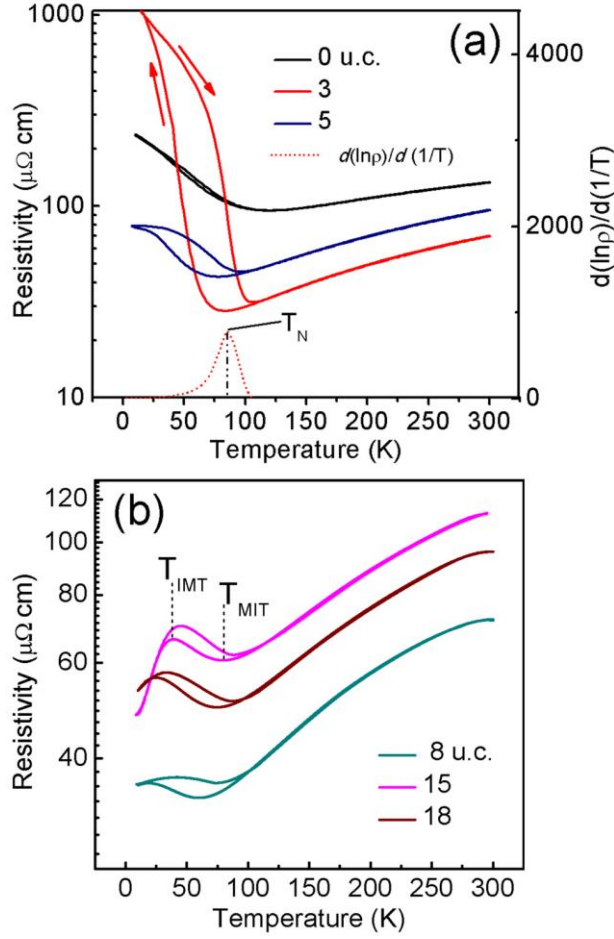 (a)
0 u.c.
3
5
d(lnρ)/d (1/T)
T_N
1000
100
10
Resistivity (μΩ cm)
4000
2000
0
d(lnρ)/d(1/T)
0 50 100 150 200 250 300
Temperature (K)
(b)
T_IMT
T_MIT
8 u.c.
15
18
120
100
80
60
40
Resistivity (μΩ cm)
0 50 100 150 200 250 300
Temperature (K)